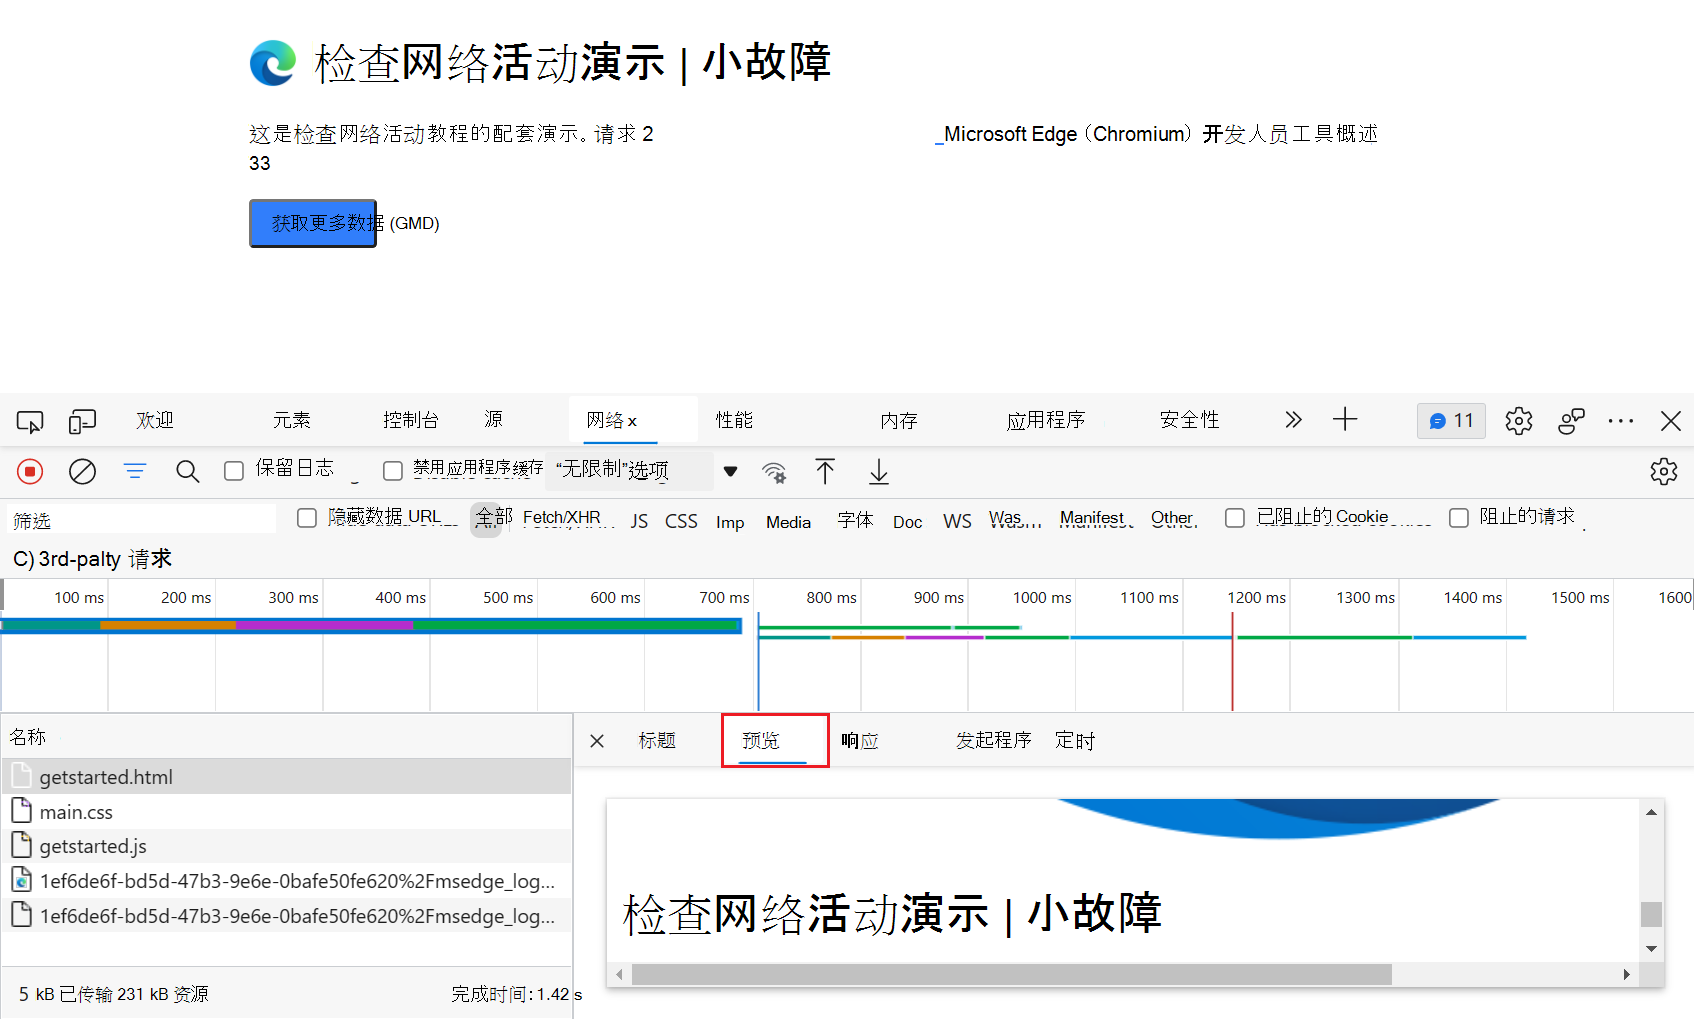 检查网络活动演示 | 小故障
这是检查网络活动教程的配套演示。请求 2
33
_Microsoft Edge (Chromium) 开发人员工具概述
获取更多数据 (GMD)
欢迎 元素 控制台 源 网络 x 性能 内存 应用程序 安全性 11
保留日志 禁用应用程序缓存 “无限制”选项
筛选 隐藏数据 URL 全部 Fetch/XHR JS CSS Imp Media 字体 Doc WS Was Manifest Other 已阻止的 Cookie 阻止的请求
C) 3rd-palty 请求
100 ms 200 ms 300 ms 400 ms 500 ms 600 ms 700 ms 800 ms 900 ms 1000 ms 1100 ms 1200 ms 1300 ms 1400 ms 1500 ms 1600
名称
getstarted.html
main.css
getstarted.js
1ef6de6f-bd5d-47b3-9e6e-0bafe50fe620%2Fmsedge_log...
1ef6de6f-bd5d-47b3-9e6e-0bafe50fe620%2Fmsedge_log...
5 kB 已传输 231 kB 资源 完成时间: 1.42 s
标题 预览 响应 发起程序 定时
检查网络活动演示 | 小故障